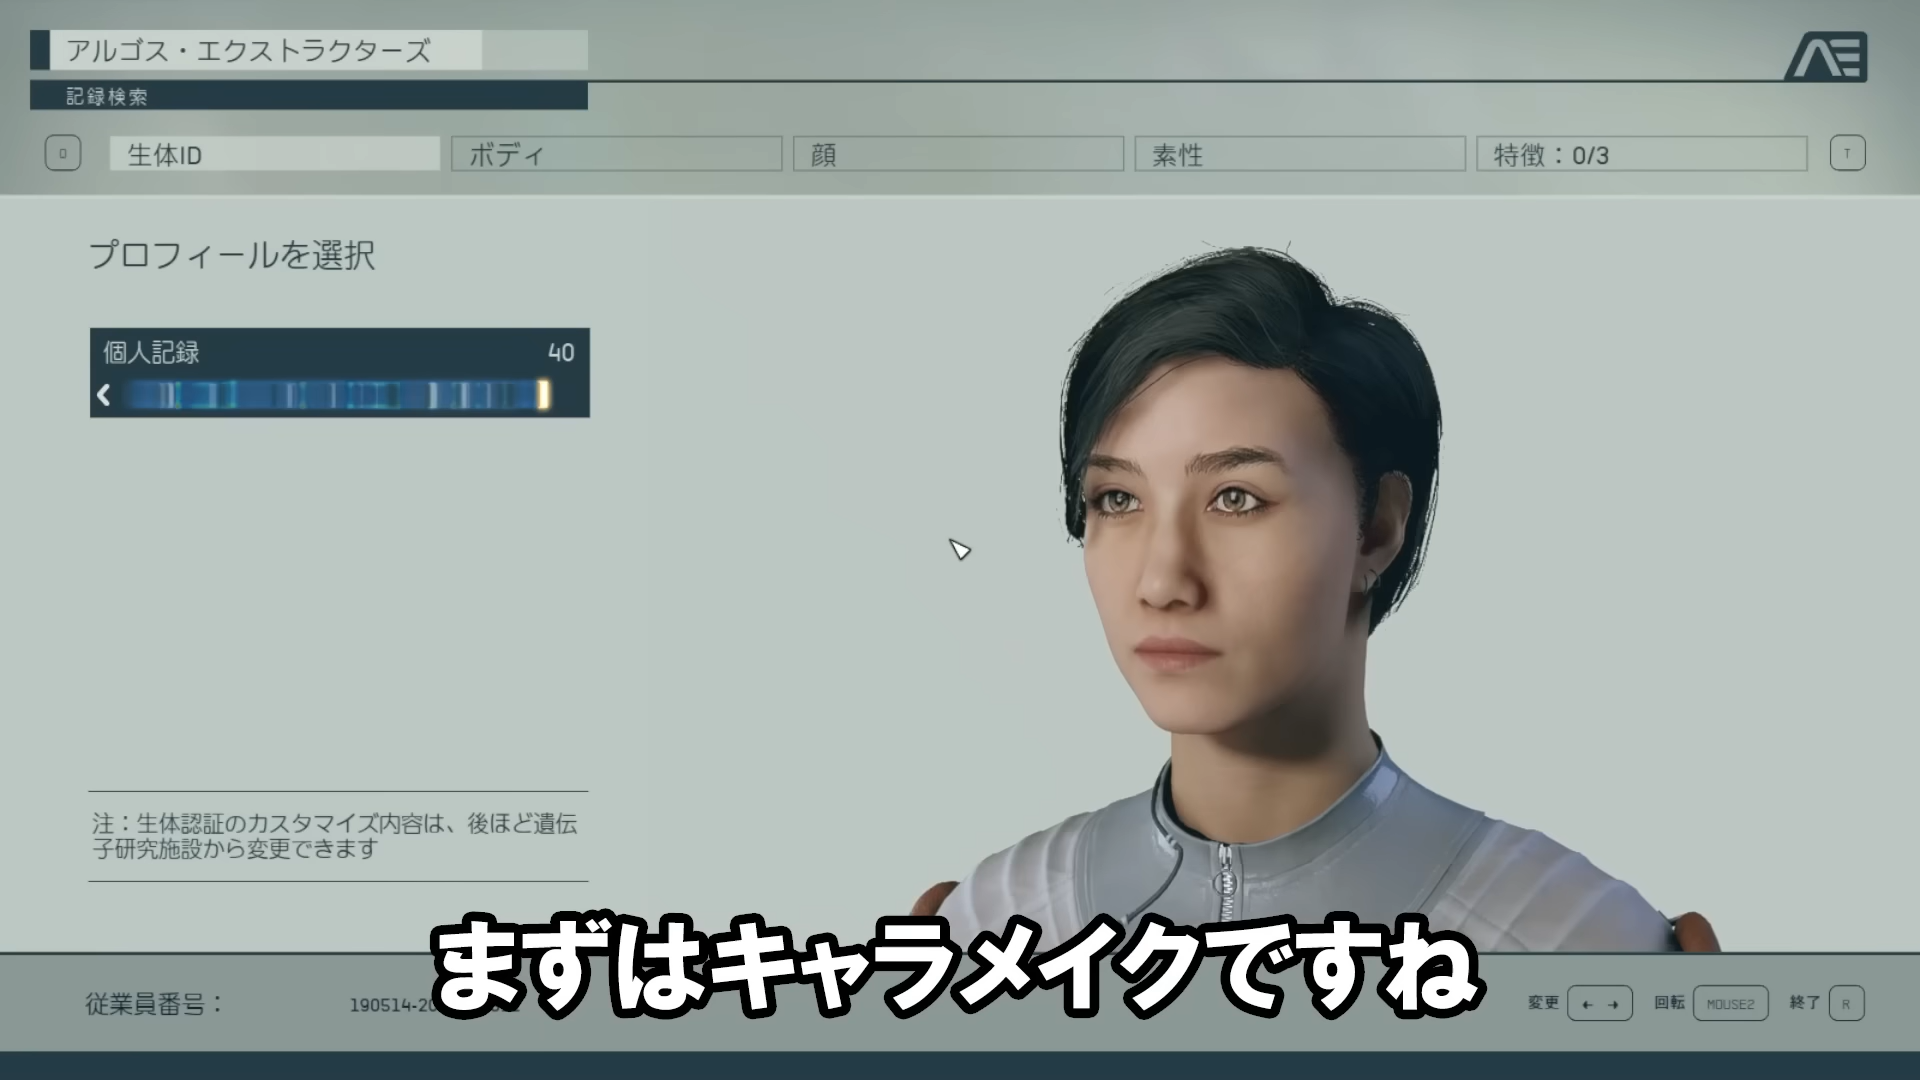 アルゴス・エクストラクターズ
AE
記録検索
Q
生体ID
ボディ
顔
素性
特徴：0/3
T
プロフィールを選択
個人記録
40
注：生体認証のカスタマイズ内容は、後ほど遺伝
子研究施設から変更できます
まずはキャラメイクですね
従業員番号：
190514-20
変更
回転
MOUSE2
終了
R